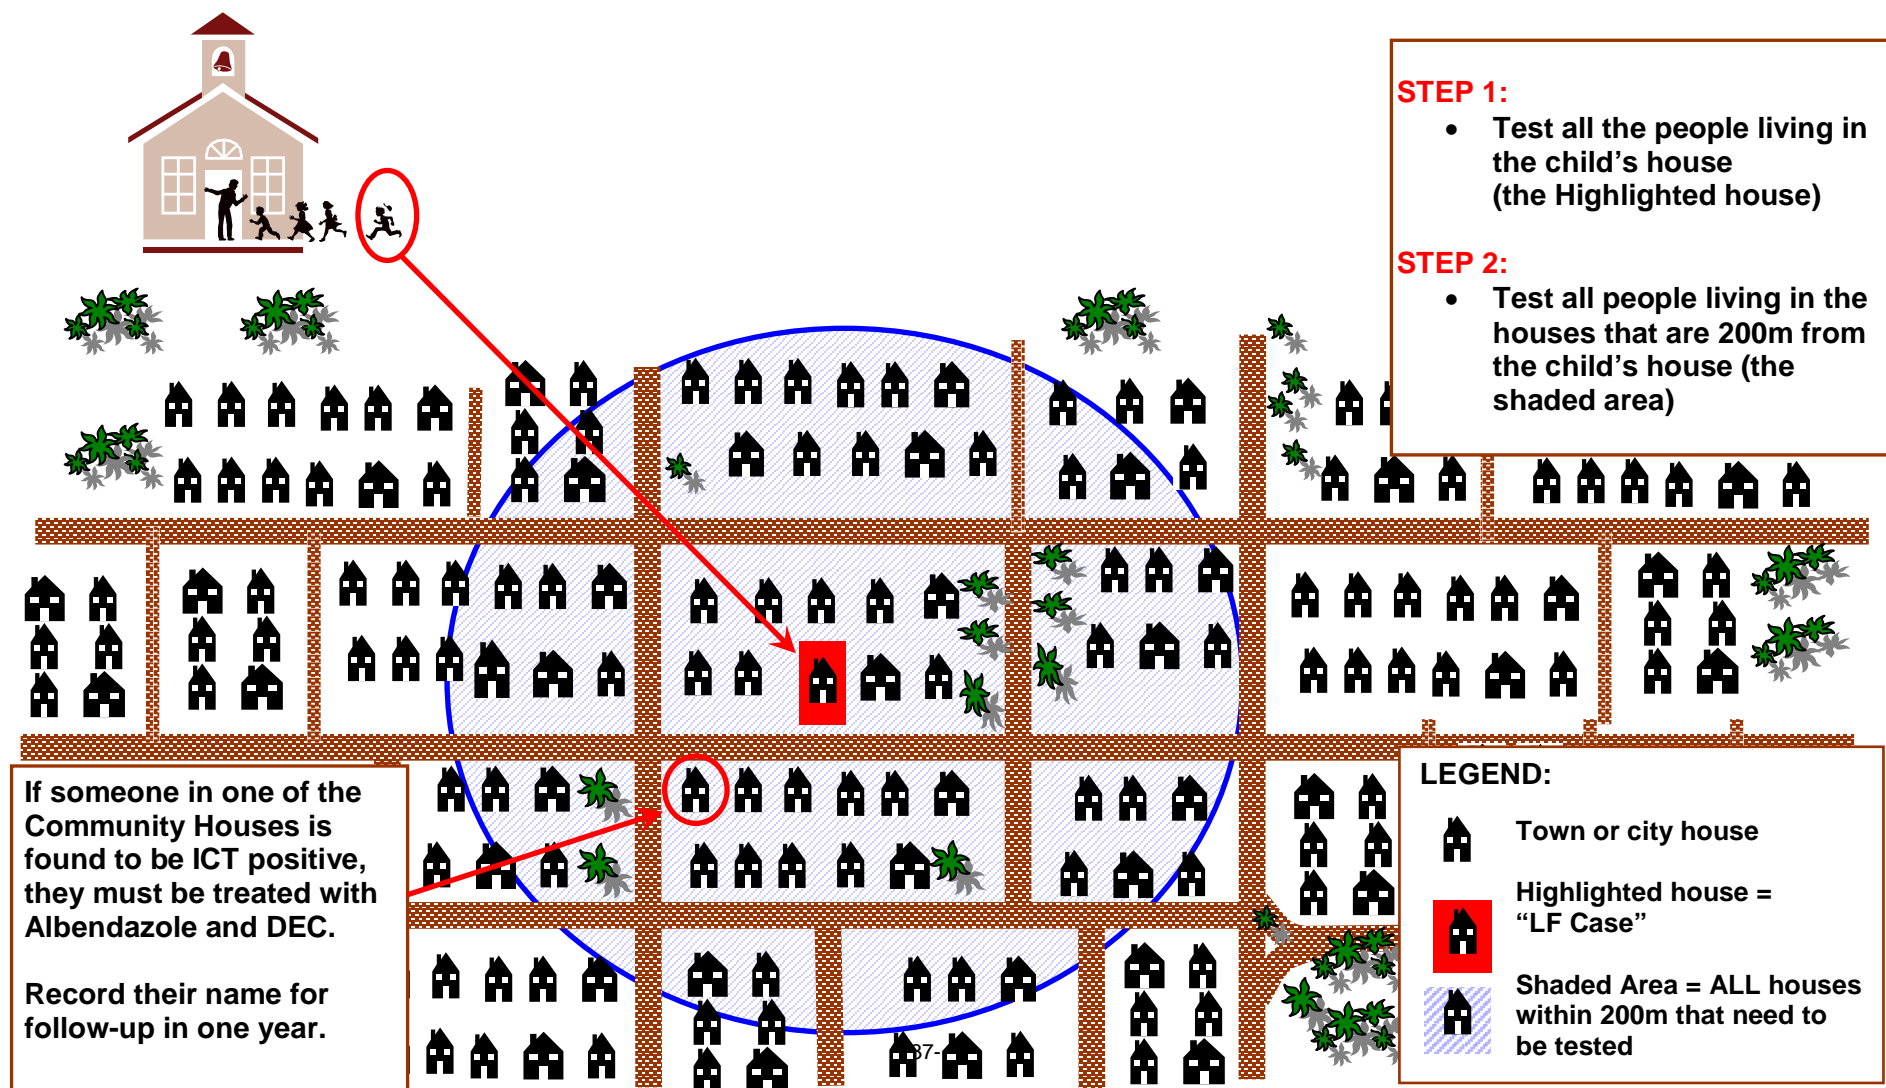 STEP 1:
• Test all the people living in
the child’s house
(the Highlighted house)
STEP 2:
• Test all people living in the
houses that are 200m from
the child’s house (the
shaded area)
If someone in one of the
Community Houses is
found to be ICT positive,
they must be treated with
Albendazole and DEC.
Record their name for
follow-up in one year.
LEGEND:
Town or city house
Highlighted house =
“LF Case”
Shaded Area = ALL houses
within 200m that need to
be tested